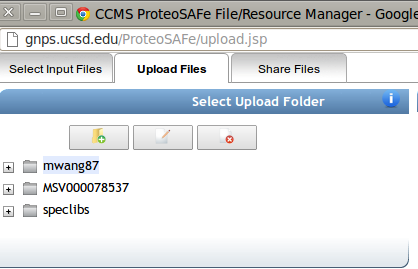 CCMS ProteoSAFe File/Resource Manager - Google
gnps.ucsd.edu/ProteoSAFe/upload.jsp
Select Input Files Upload Files Share Files
Select Upload Folder
mwang87
MSV000078537
speclibs